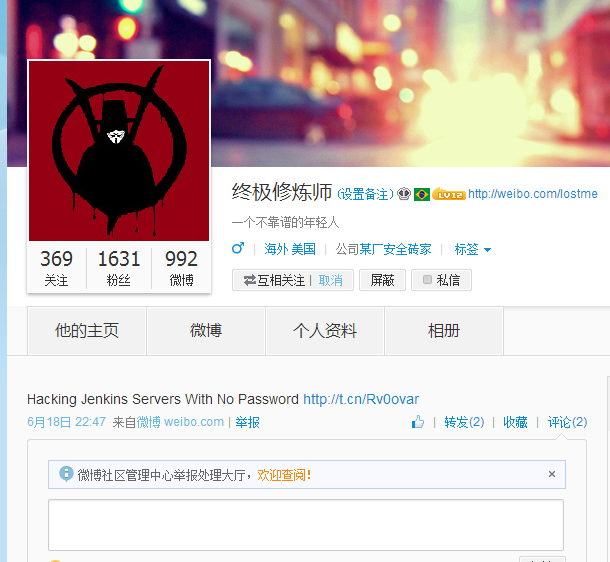 终极修炼师 (设置备注) LV12 http://weibo.com/lostme
一个不靠谱的年轻人
♂ | 海外 美国 | 公司某厂安全砖家 | 标签
369 1631 992
关注 粉丝 微博
互相关注 | 取消 屏蔽 私信
他的主页 微博 个人资料 相册
Hacking Jenkins Servers With No Password http://t.cn/Rv0ovar
6月18日 22:47 来自微博 weibo.com | 举报 | 转发(2) | 收藏 | 评论(2)
微博社区管理中心举报处理大厅，欢迎查阅! ×